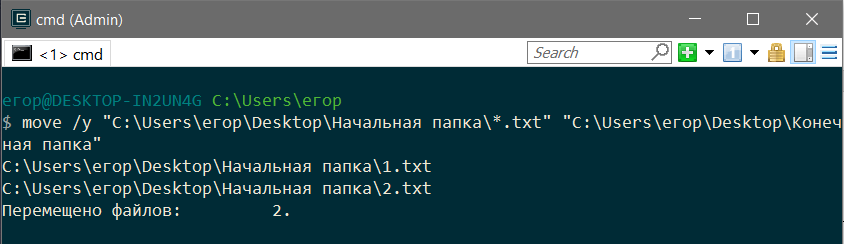 cmd (Admin)
<1> cmd
Search
егор@DESKTOP-IN2UN4G C:\Users\егор
$ move /y "C:\Users\егор\Desktop\Начальная папка\*.txt" "C:\Users\егор\Desktop\Конеч
ная папка"
C:\Users\егор\Desktop\Начальная папка\1.txt
C:\Users\егор\Desktop\Начальная папка\2.txt
Перемещено файлов:         2.